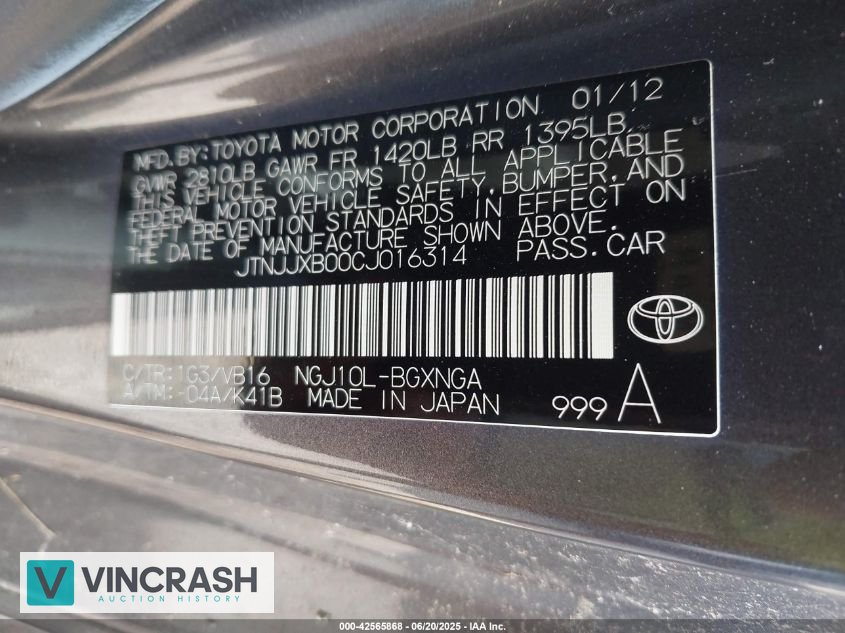 MFD. BY: TOYOTA MOTOR CORPORATION 01/12
GVWR 2810LB GAWR FR 1420LB RR 1395LB
THIS VEHICLE CONFORMS TO ALL APPLICABLE
FEDERAL MOTOR VEHICLE SAFETY, BUMPER, AND
THEFT PREVENTION STANDARDS IN EFFECT ON
THE DATE OF MANUFACTURE SHOWN ABOVE.
JTNJJXB00CJ016314 PASS. CAR
C/TR: 1G3/VB16 NGJ10L-BGXNGA
A/TM: -04A/K41B MADE IN JAPAN 999 A
V VINCRASH
AUCTION HISTORY
000-42565868 - 06/20/2025 - IAA Inc.